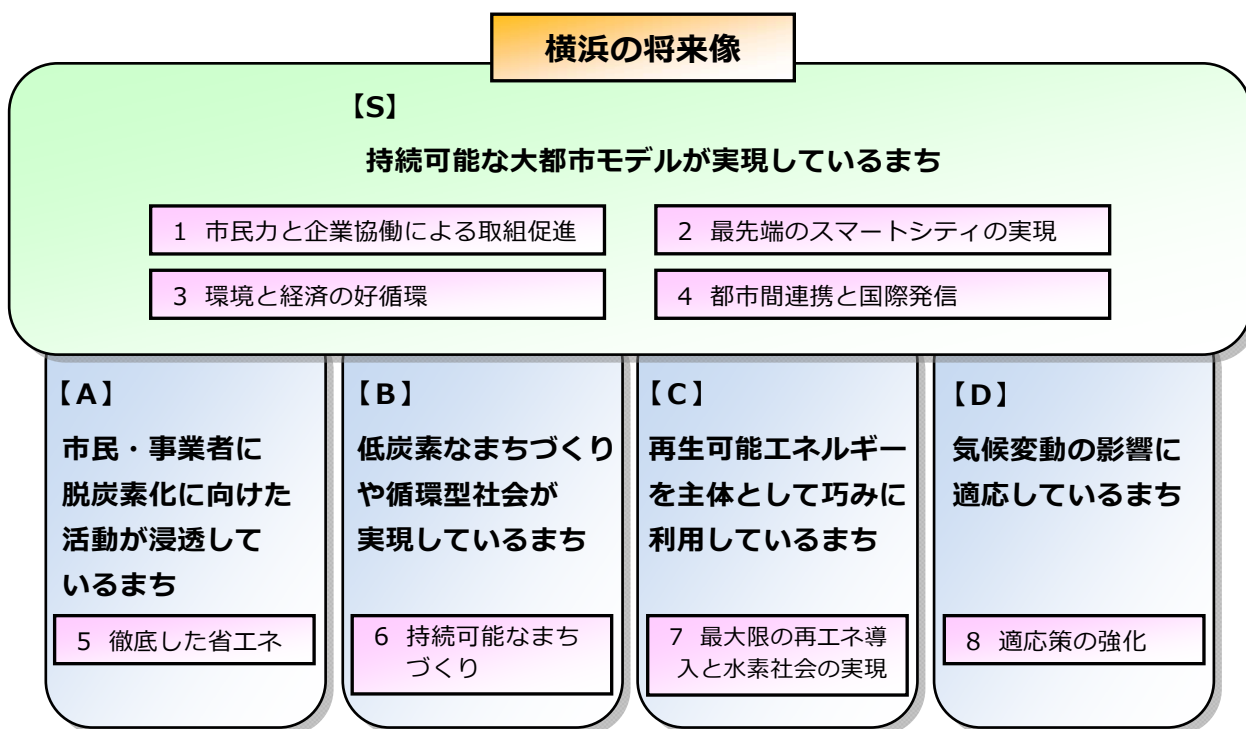 横浜の将来像
【S】
持続可能な大都市モデルが実現しているまち
1 市民力と企業協働による取組促進
2 最先端のスマートシティの実現
3 環境と経済の好循環
4 都市間連携と国際発信
【A】
市民・事業者に
脱炭素化に向けた
活動が浸透して
いるまち
5 徹底した省エネ
【B】
低炭素なまちづくり
や循環型社会が
実現しているまち
6 持続可能なまち
づくり
【C】
再生可能エネルギー
を主体として巧みに
利用しているまち
7 最大限の再エネ導
入と水素社会の実現
【D】
気候変動の影響に
適応しているまち
8 適応策の強化